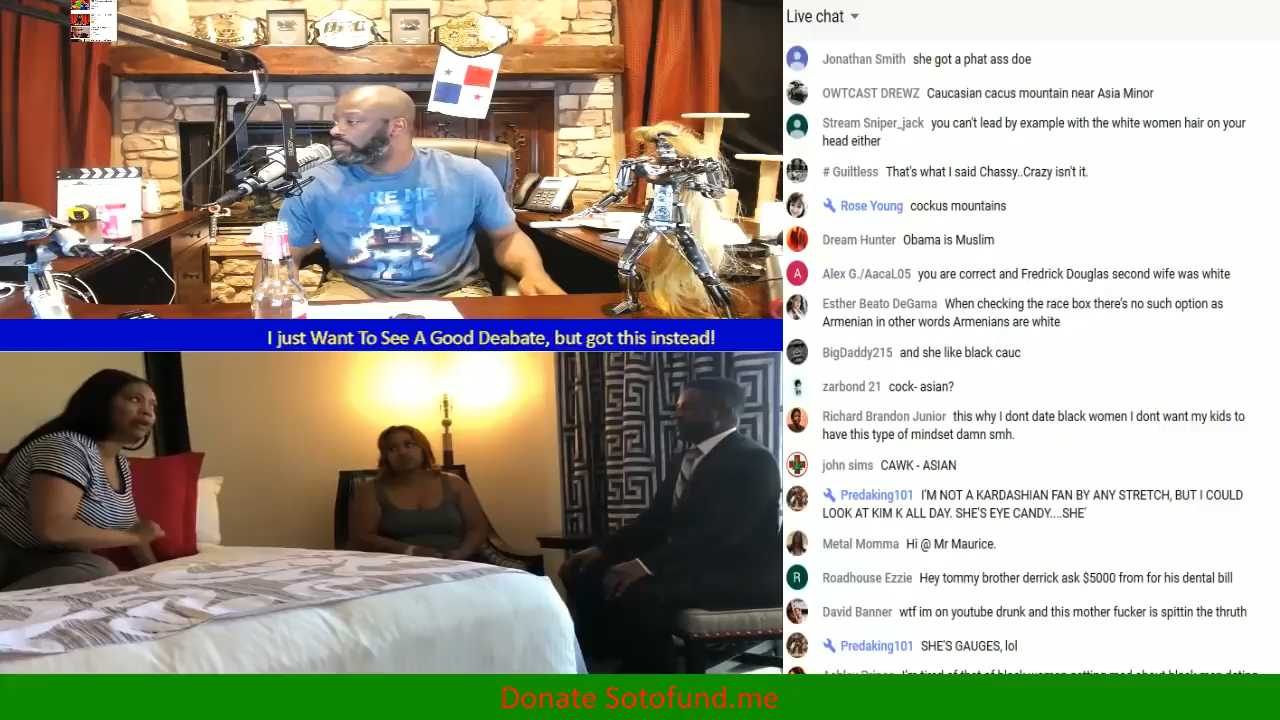 Live chat
Jonathan Smith she got a phat ass doe
OWTCAST DREWZ Caucasian cacus mountain near Asia Minor
Stream Sniper_jack you can't lead by example with the white women hair on your
head either
# Guiltless That's what I said Chassy..Crazy isn't it.
Rose Young cockus mountains
Dream Hunter Obama is Muslim
Alex G./AacaL05 you are correct and Fredrick Douglas second wife was white
Esther Beato DeGama When checking the race box there's no such option as
Armenian in other words Armenians are white
BigDaddy215 and she like black cauc
zarbond 21 cock- asian?
Richard Brandon Junior this why I dont date black women I dont want my kids to
have this type of mindset damn smh.
john sims CAWK - ASIAN
Predaking101 I'M NOT A KARDASHIAN FAN BY ANY STRETCH, BUT I COULD
LOOK AT KIM K ALL DAY. SHE'S EYE CANDY....SHE'
Metal Momma Hi @ Mr Maurice.
Roadhouse Ezzie Hey tommy brother derrick ask $5000 from for his dental bill
David Banner wtf im on youtube drunk and this mother fucker is spittin the thruth
Predaking101 SHE'S GAUGES, lol
A
R
UFC
I just Want To See A Good Deabate, but got this instead!
Donate Sotofund.me